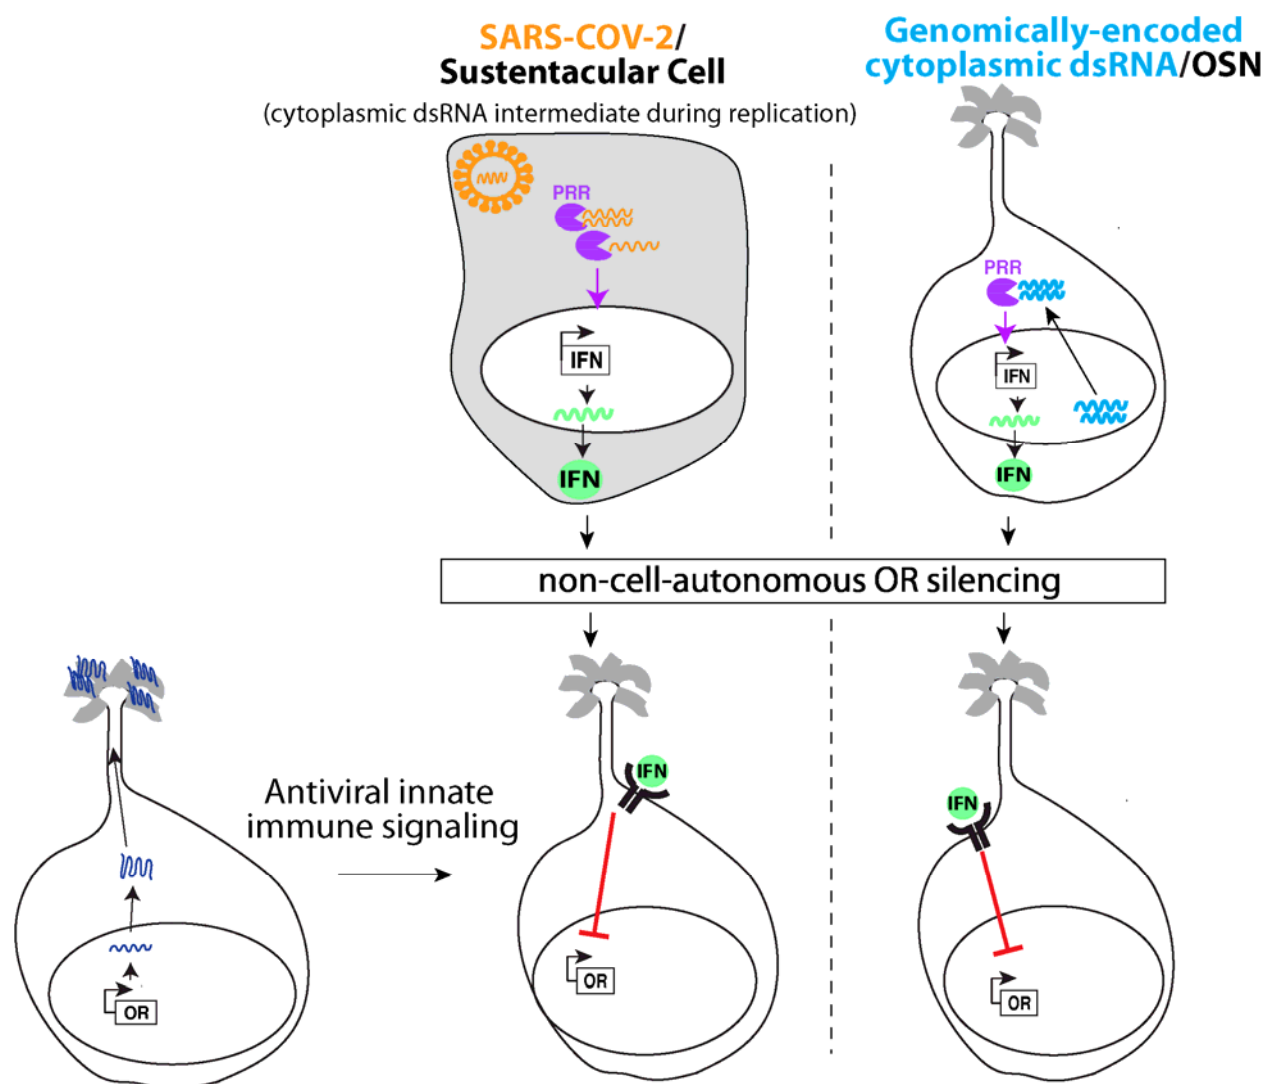 SARS-COV-2/
Sustentacular Cell
(cytoplasmic dsRNA intermediate during replication)
Genomically-encoded
cytoplasmic dsRNA/OSN
PRR
IFN
IFN
PRR
IFN
IFN
non-cell-autonomous OR silencing
OR
Antiviral innate
immune signaling
IFN
OR
IFN
OR